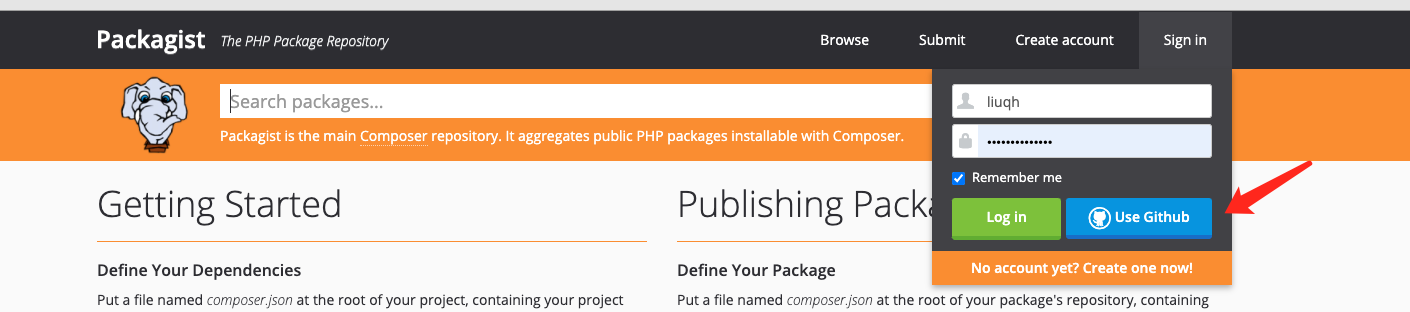 Packagist The PHP Package Repository
Browse Submit Create account Sign in
Search packages...
Packagist is the main Composer repository. It aggregates public PHP packages installable with Composer.
liuqh
••••••••••••••
Remember me
Log in Use Github
No account yet? Create one now!
Getting Started
Define Your Dependencies
Put a file named composer.json at the root of your project, containing your project
Publishing Pack
Define Your Package
Put a file named composer.json at the root of your package's repository, containing